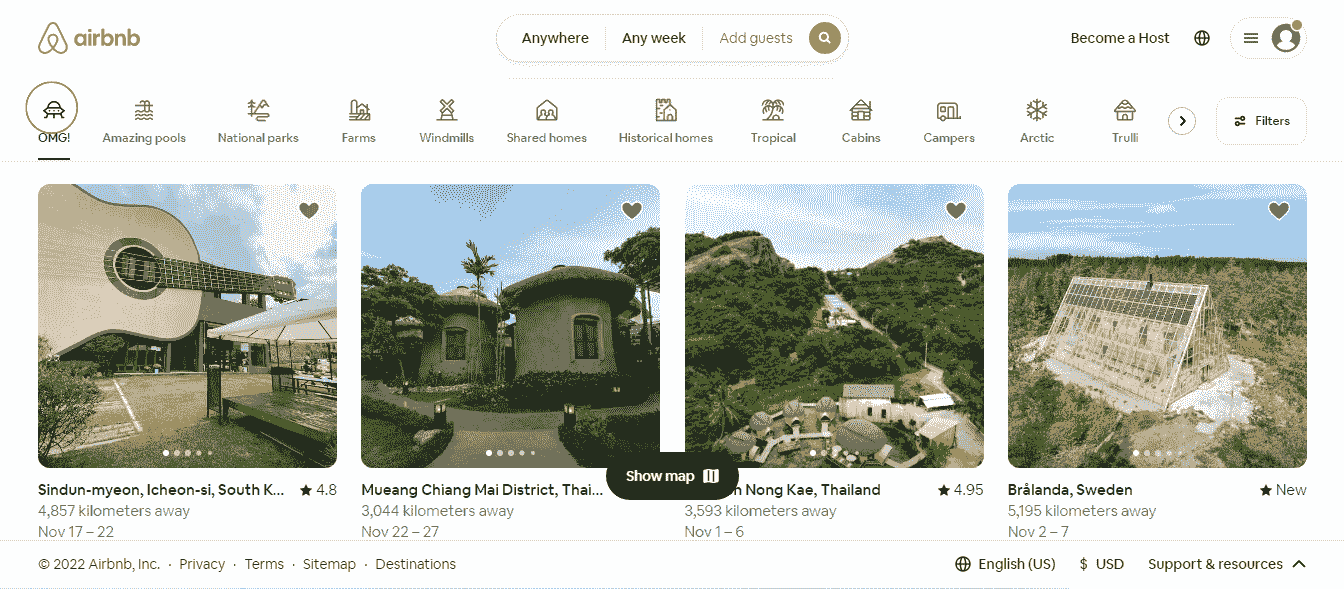 airbnb
Anywhere Any week Add guests
Become a Host
OMG! Amazing pools National parks Farms Windmills Shared homes Historical homes Tropical Cabins Campers Arctic Trulli
Filters
Sindun-myeon, Icheon-si, South K... 4.8
4,857 kilometers away
Nov 17 – 22
Mueang Chiang Mai District, Thai...
3,044 kilometers away
Nov 22 – 27
Show map
Nong Kae, Thailand 4.95
3,593 kilometers away
Nov 1 – 6
Brålanda, Sweden New
5,195 kilometers away
Nov 2 – 7
© 2022 Airbnb, Inc. · Privacy · Terms · Sitemap · Destinations
English (US) $ USD Support & resources